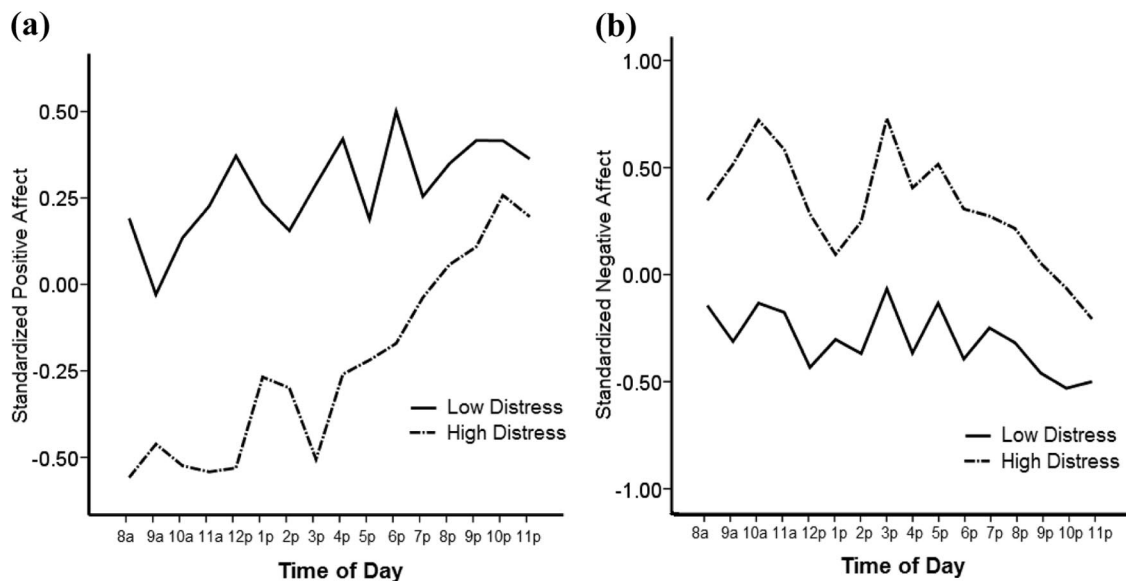 (a)
Standardized Positive Affect
0.50
0.25
0.00
-0.25
-0.50
Low Distress
High Distress
8a 9a 10a 11a 12p 1p 2p 3p 4p 5p 6p 7p 8p 9p 10p 11p
Time of Day
(b)
Standardized Negative Affect
1.00
0.50
0.00
-0.50
-1.00
Low Distress
High Distress
8a 9a 10a 11a 12p 1p 2p 3p 4p 5p 6p 7p 8p 9p 10p 11p
Time of Day